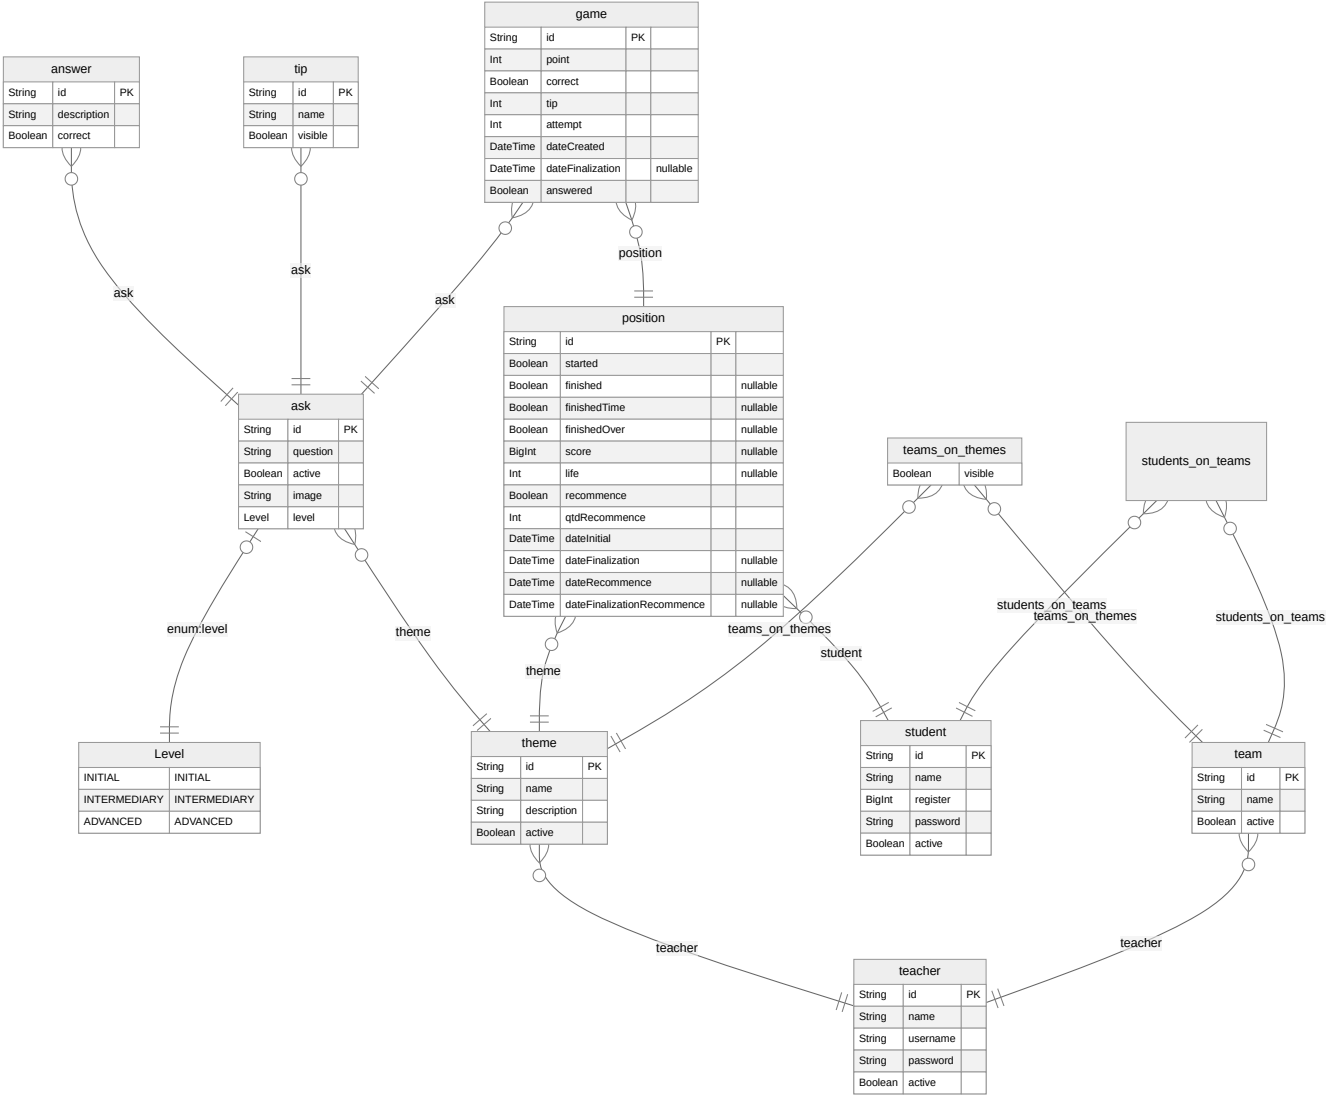 game
String id PK
Int point
Boolean correct
Int tip
Int attempt
DateTime dateCreated
DateTime dateFinalization nullable
Boolean answered
answer
String id PK
String description
Boolean correct
tip
String id PK
String name
Boolean visible
ask
ask
ask
position
position
String id PK
Boolean started
Boolean finished nullable
Boolean finishedTime nullable
Boolean finishedOver nullable
BigInt score nullable
Int life nullable
Boolean recommence
Int qtdRecommence
DateTime dateInitial
DateTime dateFinalization nullable
DateTime dateRecommence nullable
DateTime dateFinalizationRecommence nullable
ask
String id PK
String question
Boolean active
String image
Level level
teams_on_themes
Boolean visible
students_on_teams
enum:level
theme
theme
teams_on_themes
student
students_on_teams
teams_on_themes
students_on_teams
Level
INITIAL INITIAL
INTERMEDIARY INTERMEDIARY
ADVANCED ADVANCED
theme
String id PK
String name
String description
Boolean active
student
String id PK
String name
BigInt register
String password
Boolean active
team
String id PK
String name
Boolean active
teacher
teacher
teacher
String id PK
String name
String username
String password
Boolean active